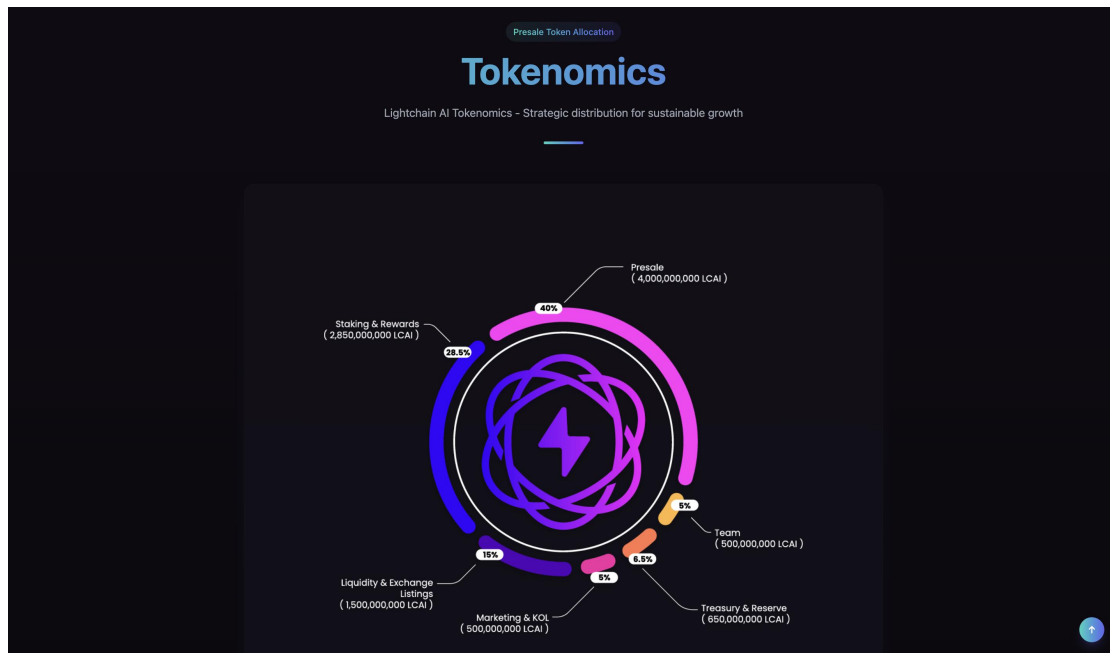 Presale Token Allocation
Tokenomics
Lightchain AI Tokenomics - Strategic distribution for sustainable growth
Presale
( 4,000,000,000 LCAI )
40%
Staking & Rewards
( 2,850,000,000 LCAI )
28.5%
5%
Team
( 500,000,000 LCAI )
15%
6.5%
5%
Liquidity & Exchange
Listings
( 1,500,000,000 LCAI )
Marketing & KOL
( 500,000,000 LCAI )
Treasury & Reserve
( 650,000,000 LCAI )